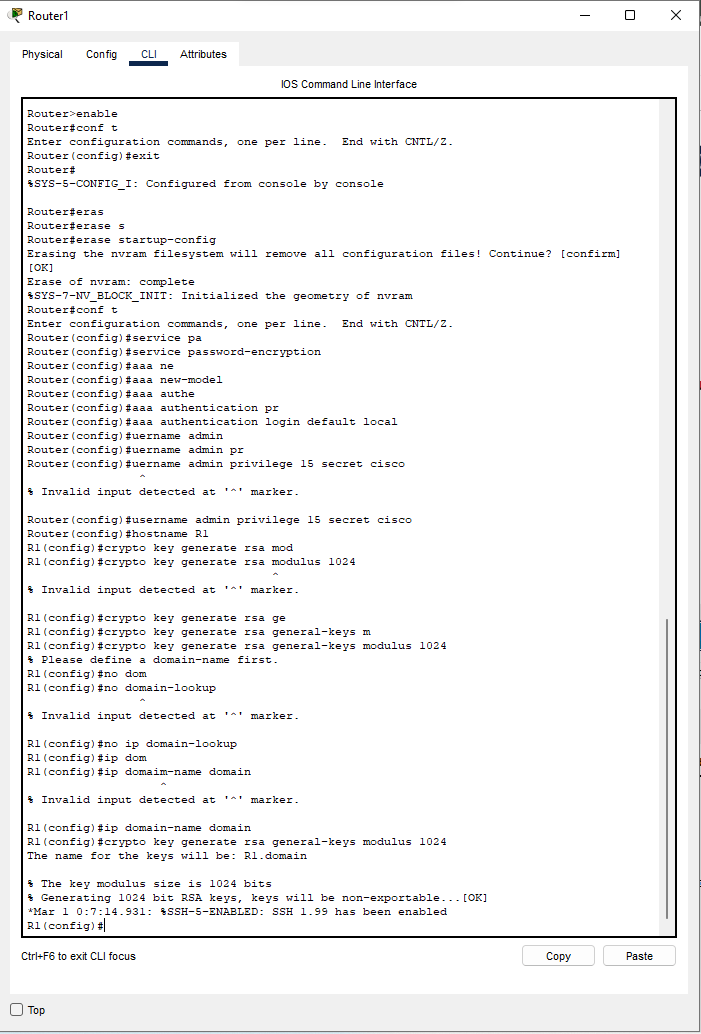 Router1
Physical Config CLI Attributes
IOS Command Line Interface
Router>enable
Router#conf t
Enter configuration commands, one per line.  End with CNTL/Z.
Router(config)#exit
Router#
%SYS-5-CONFIG_I: Configured from console by console
Router#eras
Router#erase s
Router#erase startup-config
Erasing the nvram filesystem will remove all configuration files! Continue? [confirm]
[OK]
Erase of nvram: complete
%SYS-7-NV_BLOCK_INIT: Initialized the geometry of nvram
Router#conf t
Enter configuration commands, one per line.  End with CNTL/Z.
Router(config)#service pa
Router(config)#service password-encryption
Router(config)#aaa ne
Router(config)#aaa new-model
Router(config)#aaa authe
Router(config)#aaa authentication pr
Router(config)#aaa authentication login default local
Router(config)#uername admin
Router(config)#uername admin pr
Router(config)#uername admin privilege 15 secret cisco
^
% Invalid input detected at '^' marker.
Router(config)#username admin privilege 15 secret cisco
Router(config)#hostname R1
R1(config)#crypto key generate rsa mod
R1(config)#crypto key generate rsa modulus 1024
^
% Invalid input detected at '^' marker.
R1(config)#crypto key generate rsa ge
R1(config)#crypto key generate rsa general-keys m
R1(config)#crypto key generate rsa general-keys modulus 1024
% Please define a domain-name first.
R1(config)#no dom
R1(config)#no domain-lookup
^
% Invalid input detected at '^' marker.
R1(config)#no ip domain-lookup
R1(config)#ip dom
R1(config)#ip domaim-name domain
^
% Invalid input detected at '^' marker.
R1(config)#ip domain-name domain
R1(config)#crypto key generate rsa general-keys modulus 1024
The name for the keys will be: R1.domain
% The key modulus size is 1024 bits
% Generating 1024 bit RSA keys, keys will be non-exportable...[OK]
*Mar 1 0:7:14.931: %SSH-5-ENABLED: SSH 1.99 has been enabled
R1(config)#
Ctrl+F6 to exit CLI focus
Copy Paste
Top